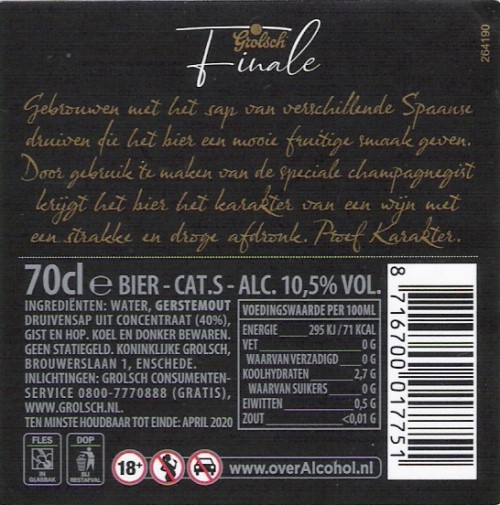 Grolsch
Finale
264190
Gebrouwen met het sap van verschillende Spaanse
druiven die het bier een mooie fruitige smaak geven.
Door gebruik te maken van de speciale champagnegist
krijgt het bier het karakter van een wijn met
een strakke en droge afdronk. Proef Karakter.
70cl e BIER - CAT.S - ALC. 10,5% VOL.
INGREDIËNTEN: WATER, GERSTEMOUT
DRUIVENSAP UIT CONCENTRAAT (40%),
GIST EN HOP. KOEL EN DONKER BEWAREN.
GEEN STATIEGELD. KONINKLIJKE GROLSCH,
BROUWERSLAAN 1, ENSCHEDE.
INLICHTINGEN: GROLSCH CONSUMENTEN-
SERVICE 0800-7770888 (GRATIS),
WWW.GROLSCH.NL.
TEN MINSTE HOUDBAAR TOT EINDE: APRIL 2020
VOEDINGSWAARDE PER 100ML
ENERGIE 295 KJ/71 KCAL
VET 0 G
WAARVAN VERZADIGD 0 G
KOOLHYDRATEN 2,7 G
WAARVAN SUIKERS 0 G
EIWITTEN 0,5 G
ZOUT <0,01 G
8 716700 017751
FLES
IN GLASBAK
DOP
BIJ RESTAFVAL
18+
www.overAlcohol.nl